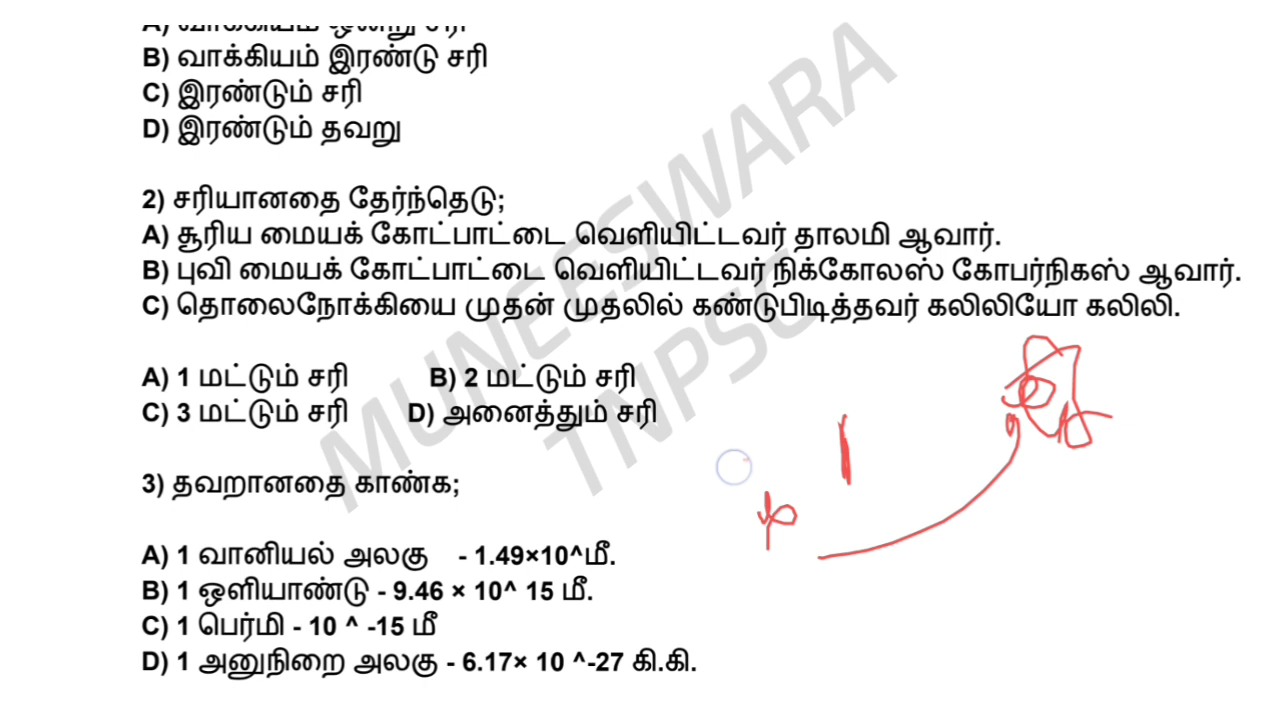 A) வாக்கியம் ஒன்று சரி
B) வாக்கியம் இரண்டு சரி
C) இரண்டும் சரி
D) இரண்டும் தவறு
2) சரியானதை தேர்ந்தெடு;
A) சூரிய மையக் கோட்பாட்டை வெளியிட்டவர் தாலமி ஆவார்.
B) புவி மையக் கோட்பாட்டை வெளியிட்டவர் நிக்கோலஸ் கோபர்நிகஸ் ஆவார்.
C) தொலைநோக்கியை முதன் முதலில் கண்டுபிடித்தவர் கலிலியோ கலிலி.
A) 1 மட்டும் சரி B) 2 மட்டும் சரி
C) 3 மட்டும் சரி D) அனைத்தும் சரி
3) தவறானதை காண்க;
A) 1 வானியல் அலகு - 1.49×10^மீ.
B) 1 ஒளியாண்டு - 9.46 × 10^ 15 மீ.
C) 1 பெர்மி - 10 ^ -15 மீ
D) 1 அனுநிறை அலகு - 6.17× 10 ^-27 கி.கி.
MUNEESWARA
TNPSC